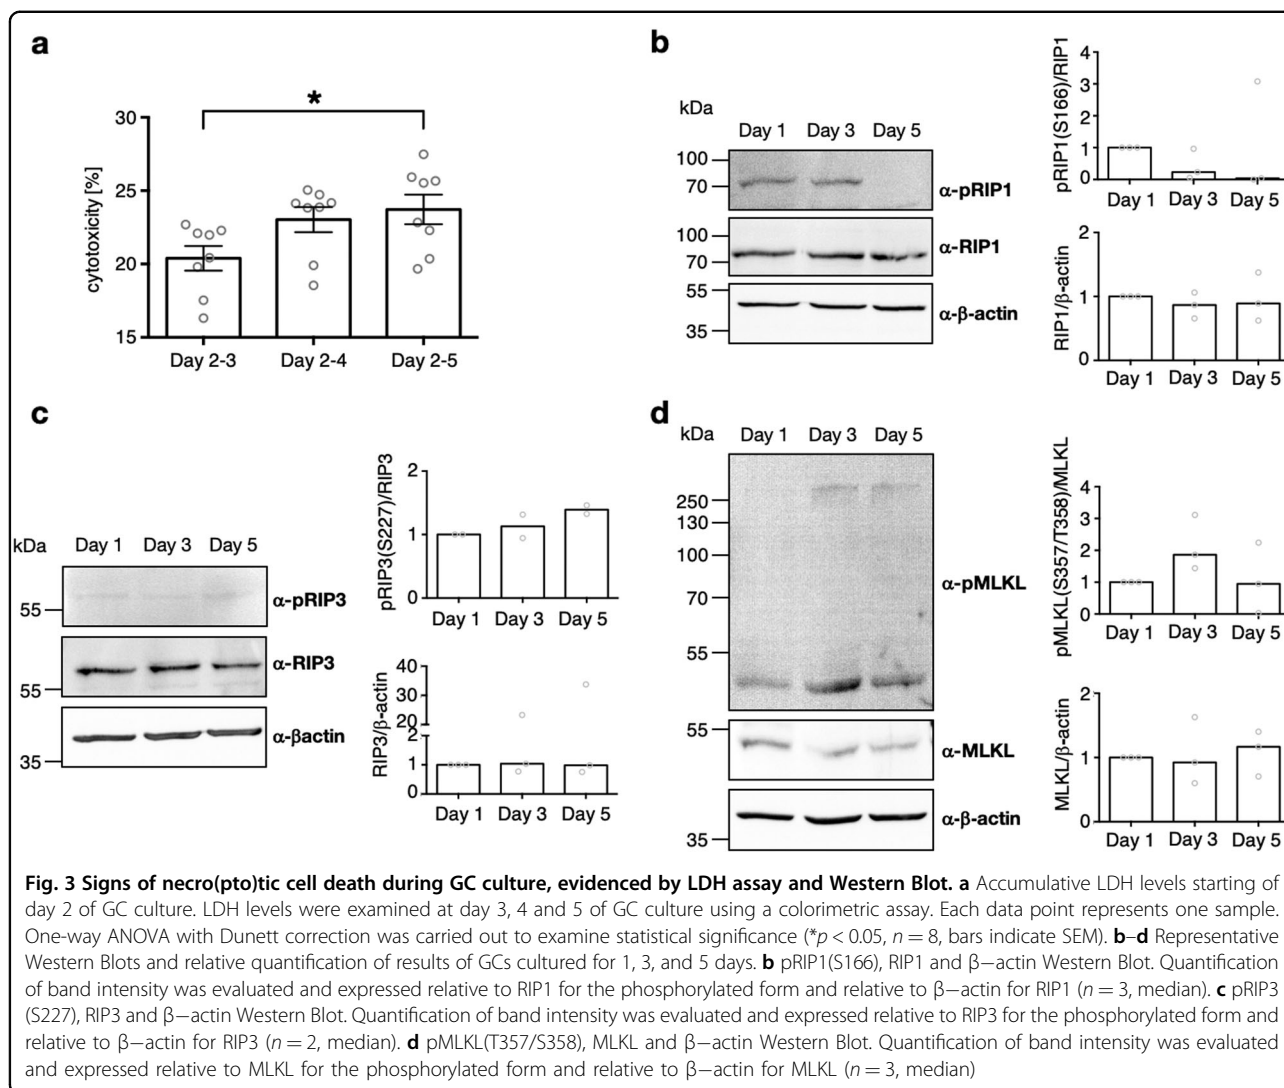 a
*
30
25
20
15
cytotoxicity [%]
Day 2-3 Day 2-4 Day 2-5
b
kDa
Day 1 Day 3 Day 5
100
70
α-pRIP1
100
70
α-RIP1
55
35
α-β-actin
pRIP1(S166)/RIP1
4
3
2
1
0
Day 1 Day 3 Day 5
RIP1/β-actin
2
1
0
Day 1 Day 3 Day 5
c
kDa
Day 1 Day 3 Day 5
55
α-pRIP3
55
α-RIP3
35
α-βactin
pRIP3(S227)/RIP3
2
1
0
Day 1 Day 3 Day 5
RIP3/β-actin
40
30
20
2
1
0
Day 1 Day 3 Day 5
d
kDa
Day 1 Day 3 Day 5
250
130
100
70
55
α-pMLKL
55
α-MLKL
35
α-β-actin
pMLKL(S357/T358)/MLKL
4
3
2
1
0
Day 1 Day 3 Day 5
MLKL/β-actin
2
1
0
Day 1 Day 3 Day 5
Fig. 3 Signs of necro(pto)tic cell death during GC culture, evidenced by LDH assay and Western Blot. a Accumulative LDH levels starting of
day 2 of GC culture. LDH levels were examined at day 3, 4 and 5 of GC culture using a colorimetric assay. Each data point represents one sample.
One-way ANOVA with Dunett correction was carried out to examine statistical significance (*p < 0.05, n = 8, bars indicate SEM). b–d Representative
Western Blots and relative quantification of results of GCs cultured for 1, 3, and 5 days. b pRIP1(S166), RIP1 and β−actin Western Blot. Quantification
of band intensity was evaluated and expressed relative to RIP1 for the phosphorylated form and relative to β−actin for RIP1 (n = 3, median). c pRIP3
(S227), RIP3 and β−actin Western Blot. Quantification of band intensity was evaluated and expressed relative to RIP3 for the phosphorylated form and
relative to β−actin for RIP3 (n = 2, median). d pMLKL(T357/S358), MLKL and β−actin Western Blot. Quantification of band intensity was evaluated
and expressed relative to MLKL for the phosphorylated form and relative to β−actin for MLKL (n = 3, median)